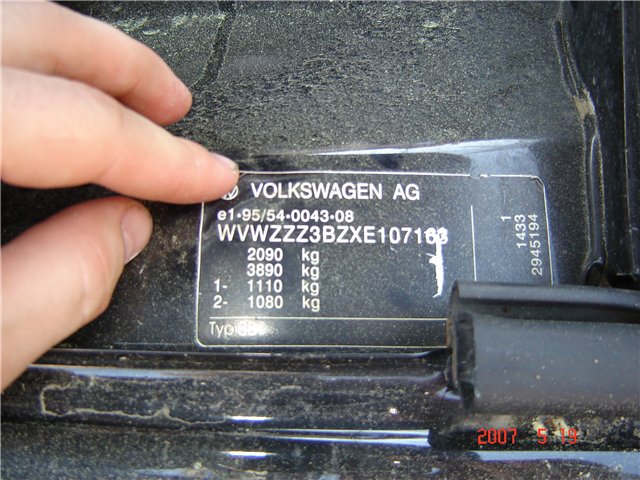 VOLKSWAGEN AG
e1*95/54*0043*08
WVWZZZ3BZXE107163
2090 kg
3890 kg
1- 1110 kg
2- 1080 kg
Typ
1
1433
2945194
2007 5 19